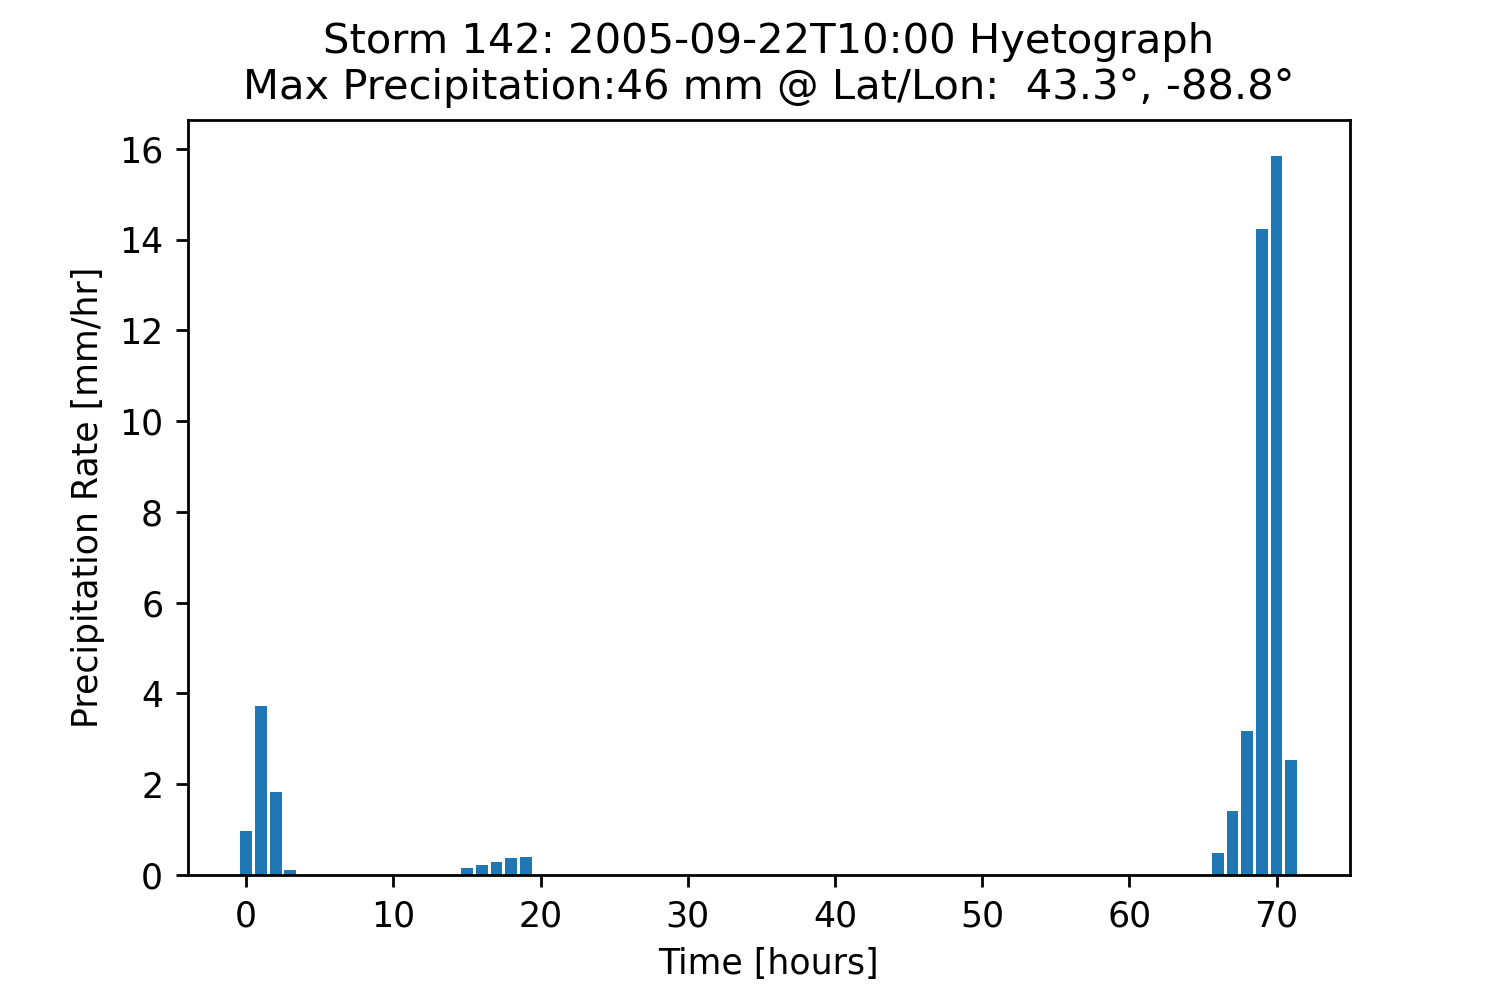 Storm 142: 2005-09-22T10:00 Hyetograph
Max Precipitation:46 mm @ Lat/Lon:  43.3°, -88.8°
Precipitation Rate [mm/hr]
16
14
12
10
8
6
4
2
0
0 10 20 30 40 50 60 70
Time [hours]